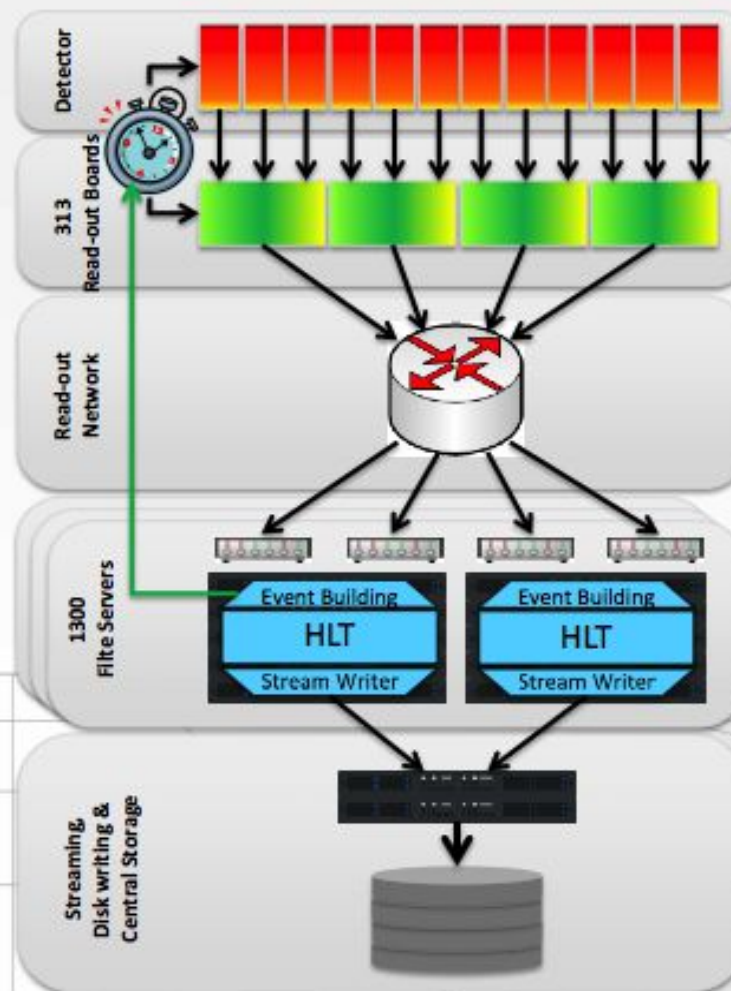 Detector
313
Read-out Boards
Read-out
Network
1300
Filte Servers
Event Building
HLT
Stream Writer
Event Building
HLT
Stream Writer
Streaming,
Disk writing &
Central Storage